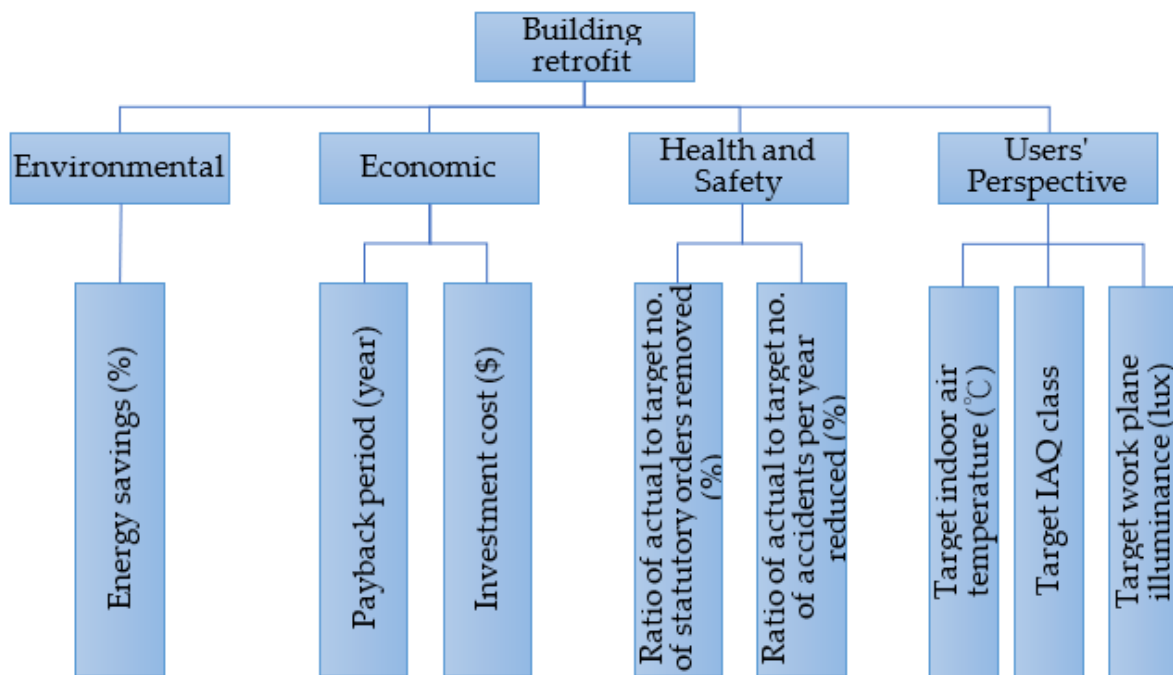 Building
retrofit
Environmental
Economic
Health and
Safety
Users'
Perspective
Energy savings (%)
Payback period (year)
Investment cost ($)
Ratio of actual to target no.
of statutory orders removed
(%)
Ratio of actual to target no.
of accidents per year
reduced (%)
Target indoor air
temperature (℃)
Target IAQ class
Target work plane
illuminance (lux)